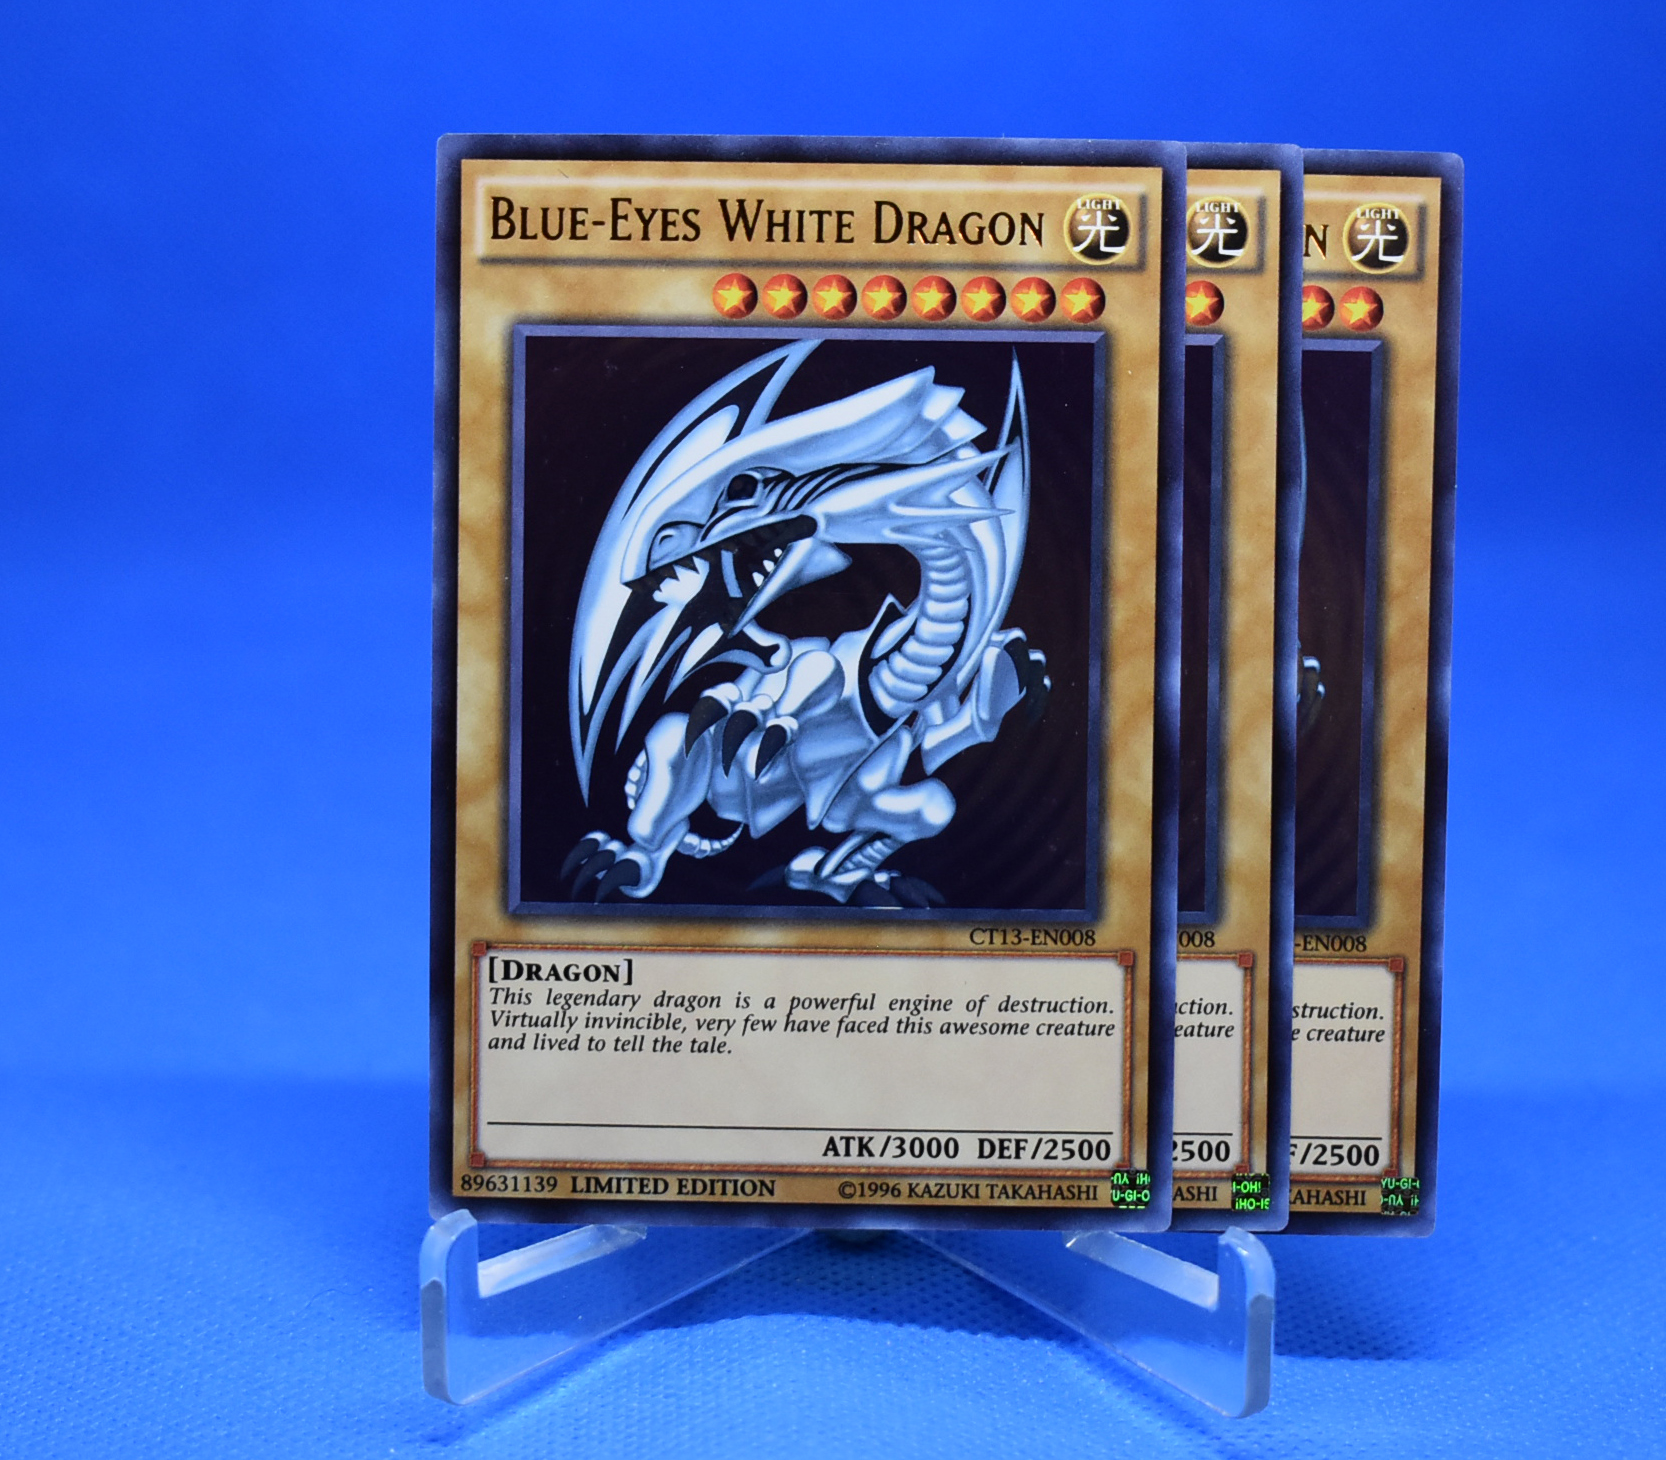 BLUE-EYES WHITE DRAGON
LIGHT
光
CT13-EN008
[DRAGON]
This legendary dragon is a powerful engine of destruction.
Virtually invincible, very few have faced this awesome creature
and lived to tell the tale.
ATK/3000 DEF/2500
89631139 LIMITED EDITION
©1996 KAZUKI TAKAHASHI
LIGHT
光
008
ction.
eature
2500
ASHI
N
LIGHT
光
-EN008
struction.
e creature
F/2500
KAHASHI